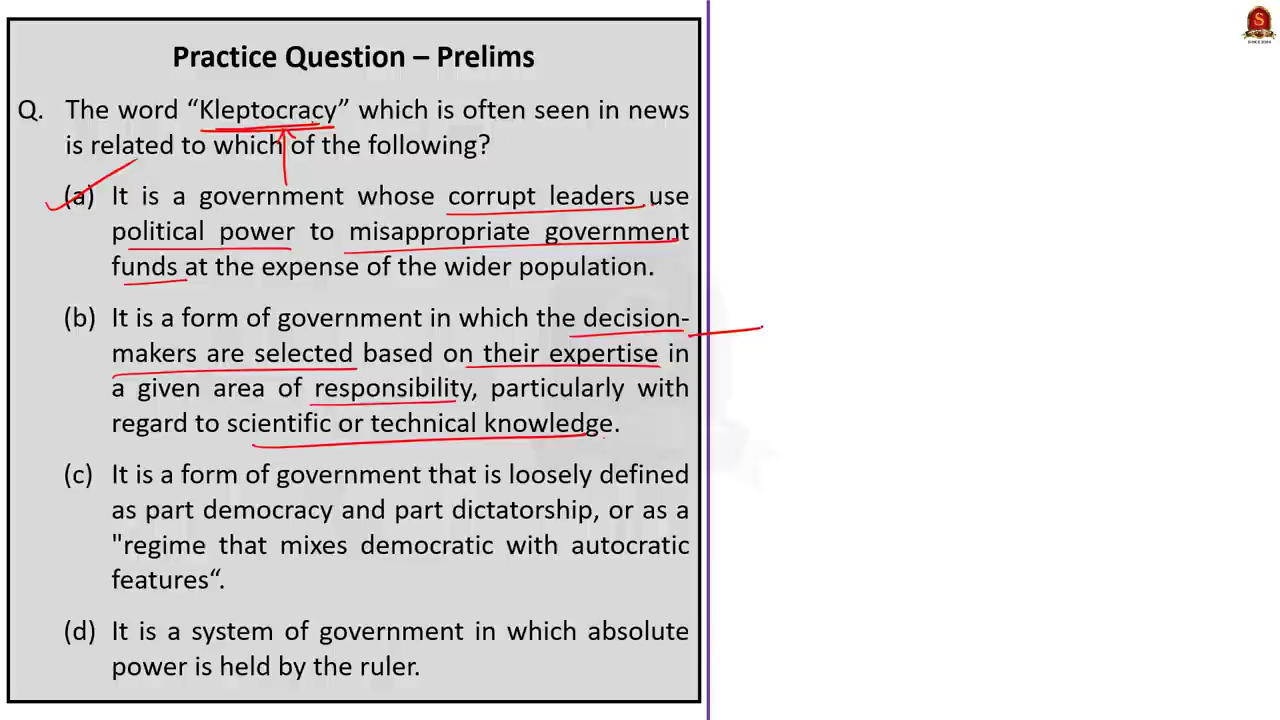 Practice Question – Prelims
Q. The word “Kleptocracy” which is often seen in news
is related to which of the following?
(a) It is a government whose corrupt leaders use
political power to misappropriate government
funds at the expense of the wider population.
(b) It is a form of government in which the decision-
makers are selected based on their expertise in
a given area of responsibility, particularly with
regard to scientific or technical knowledge.
(c) It is a form of government that is loosely defined
as part democracy and part dictatorship, or as a
"regime that mixes democratic with autocratic
features“.
(d) It is a system of government in which absolute
power is held by the ruler.
S
SINCE 2004